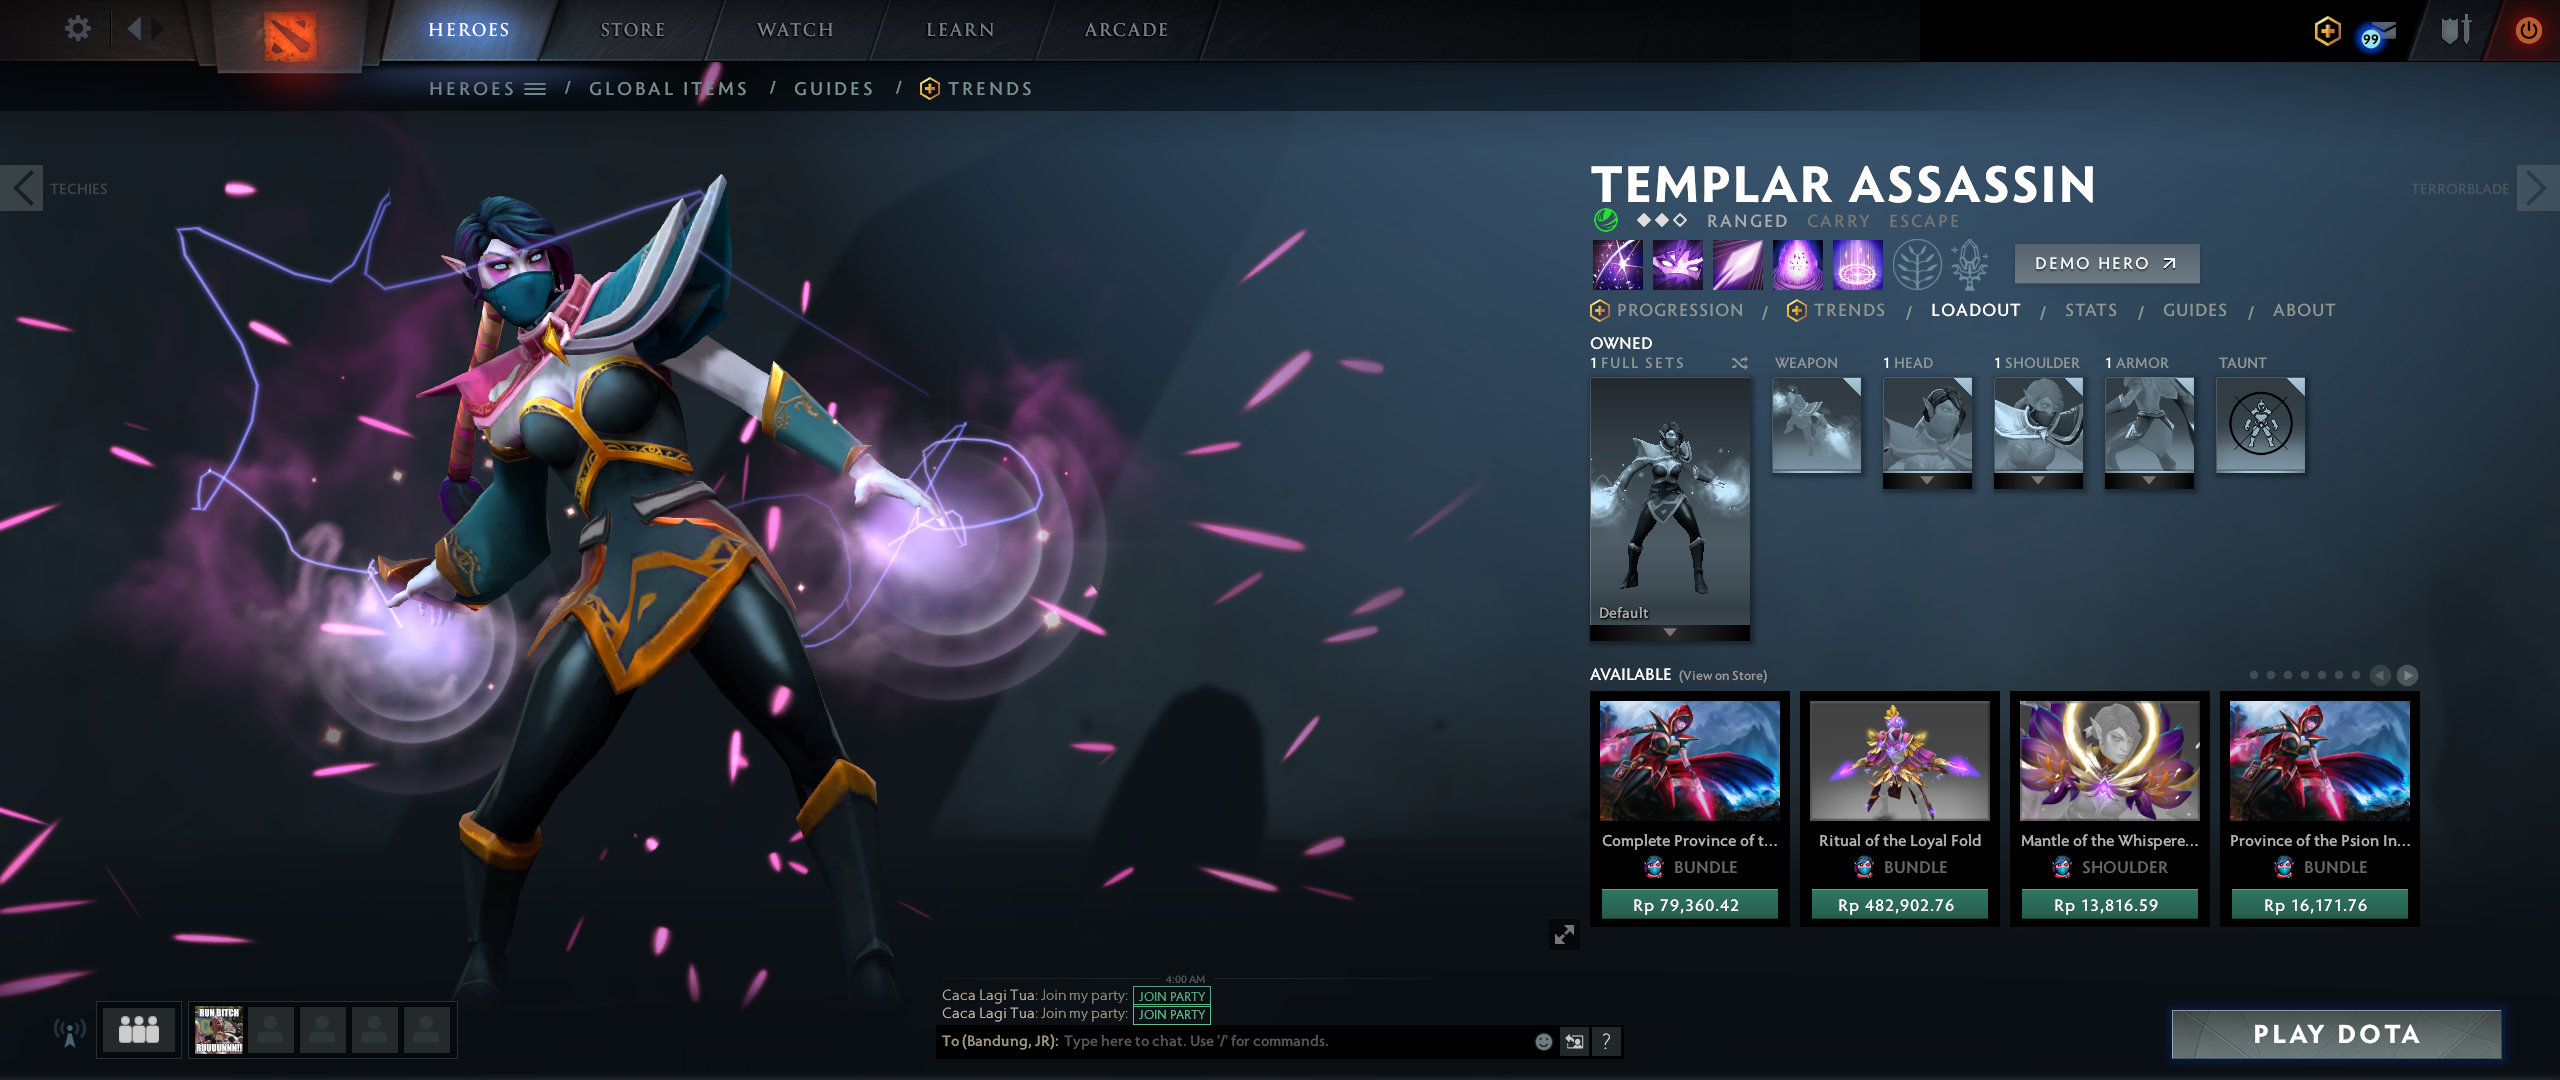 HEROES
STORE
WATCH
LEARN
ARCADE
99
HEROES / GLOBAL ITEMS / GUIDES / TRENDS
TECHIES
TERRORBLADE
TEMPLAR ASSASSIN
RANGED CARRY ESCAPE
DEMO HERO
PROGRESSION / TRENDS / LOADOUT / STATS / GUIDES / ABOUT
OWNED
1 FULL SETS
WEAPON
1 HEAD
1 SHOULDER
1 ARMOR
TAUNT
Default
AVAILABLE (View on Store)
Complete Province of t...
BUNDLE
Rp 79,360.42
Ritual of the Loyal Fold
BUNDLE
Rp 482,902.76
Mantle of the Whispere...
SHOULDER
Rp 13,816.59
Province of the Psion In...
BUNDLE
Rp 16,171.76
4:00 AM
Caca Lagi Tua: Join my party: JOIN PARTY
Caca Lagi Tua: Join my party: JOIN PARTY
To (Bandung, JR): Type here to chat. Use '/' for commands.
?
RUN BITCH
RUUUUNNN!!
PLAY DOTA